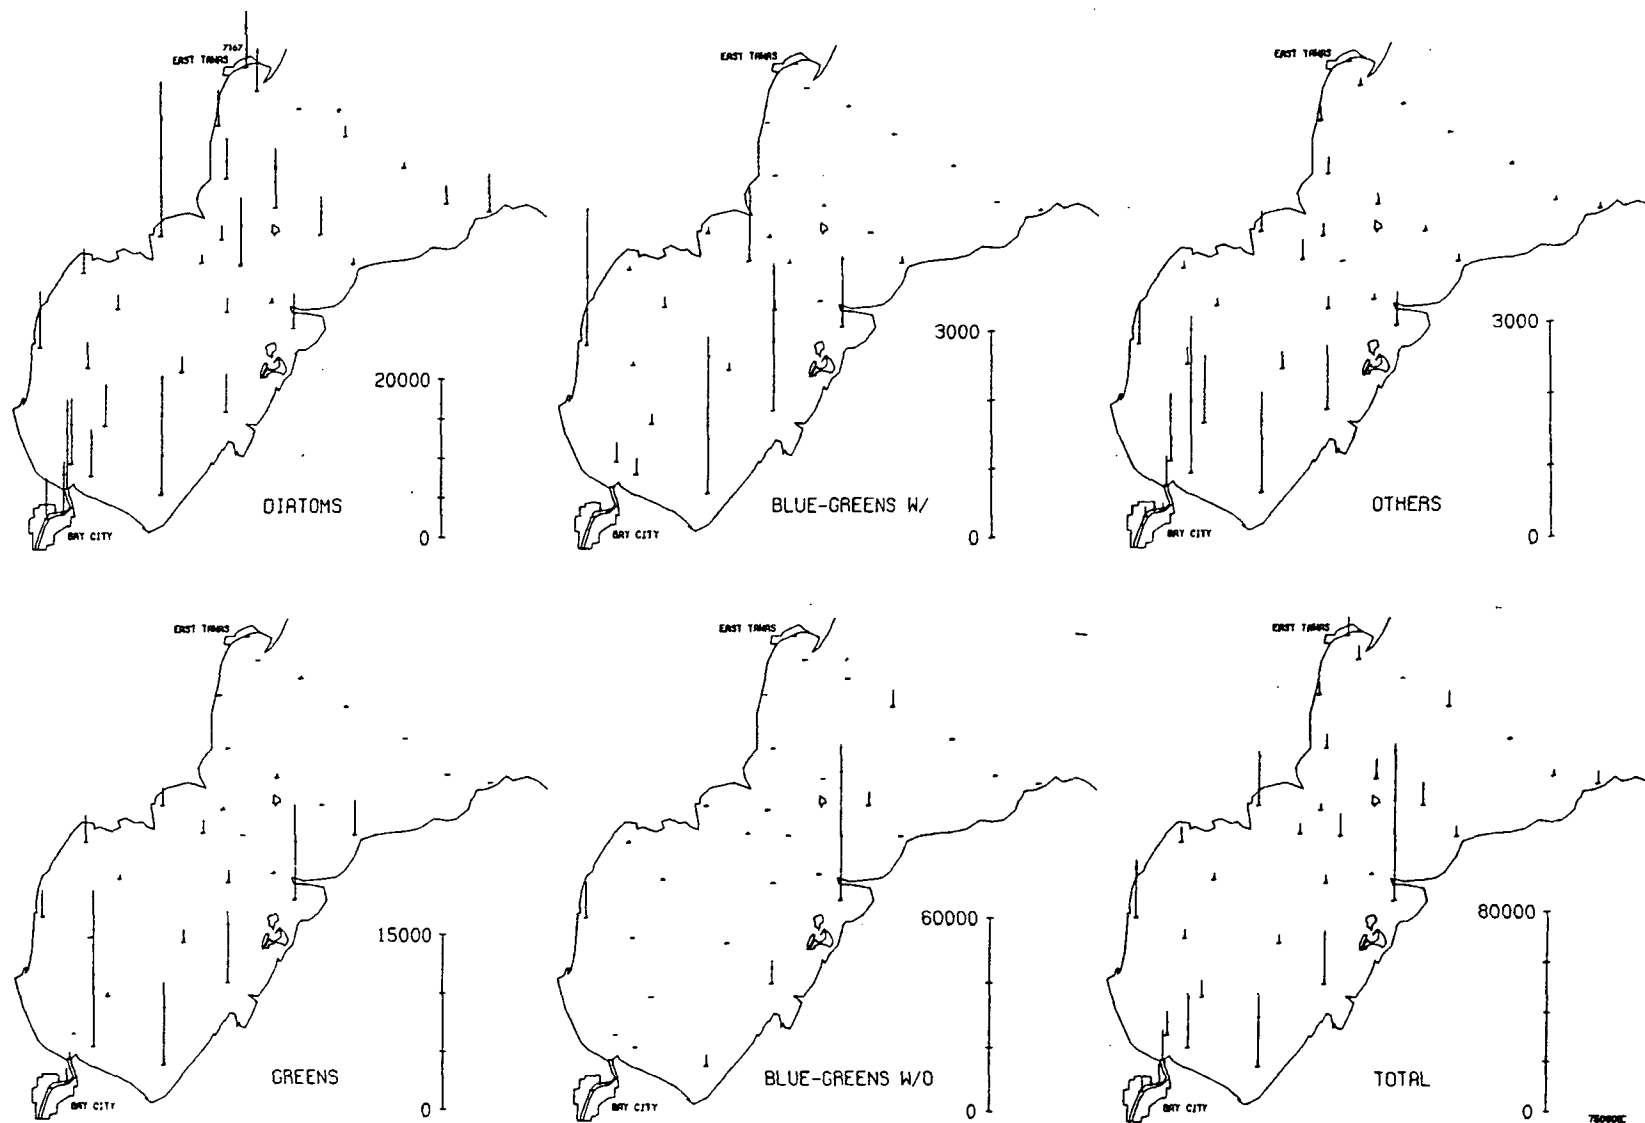 7167
EAST TAWAS
EAST TAWAS
EAST TAWAS
20000
0
DIATOMS
BAY CITY
3000
0
BLUE-GREENS W/
BAY CITY
3000
0
OTHERS
BAY CITY
EAST TAWAS
EAST TAWAS
EAST TAWAS
15000
0
GREENS
BAY CITY
60000
0
BLUE-GREENS W/O
BAY CITY
80000
0
TOTAL
BAY CITY